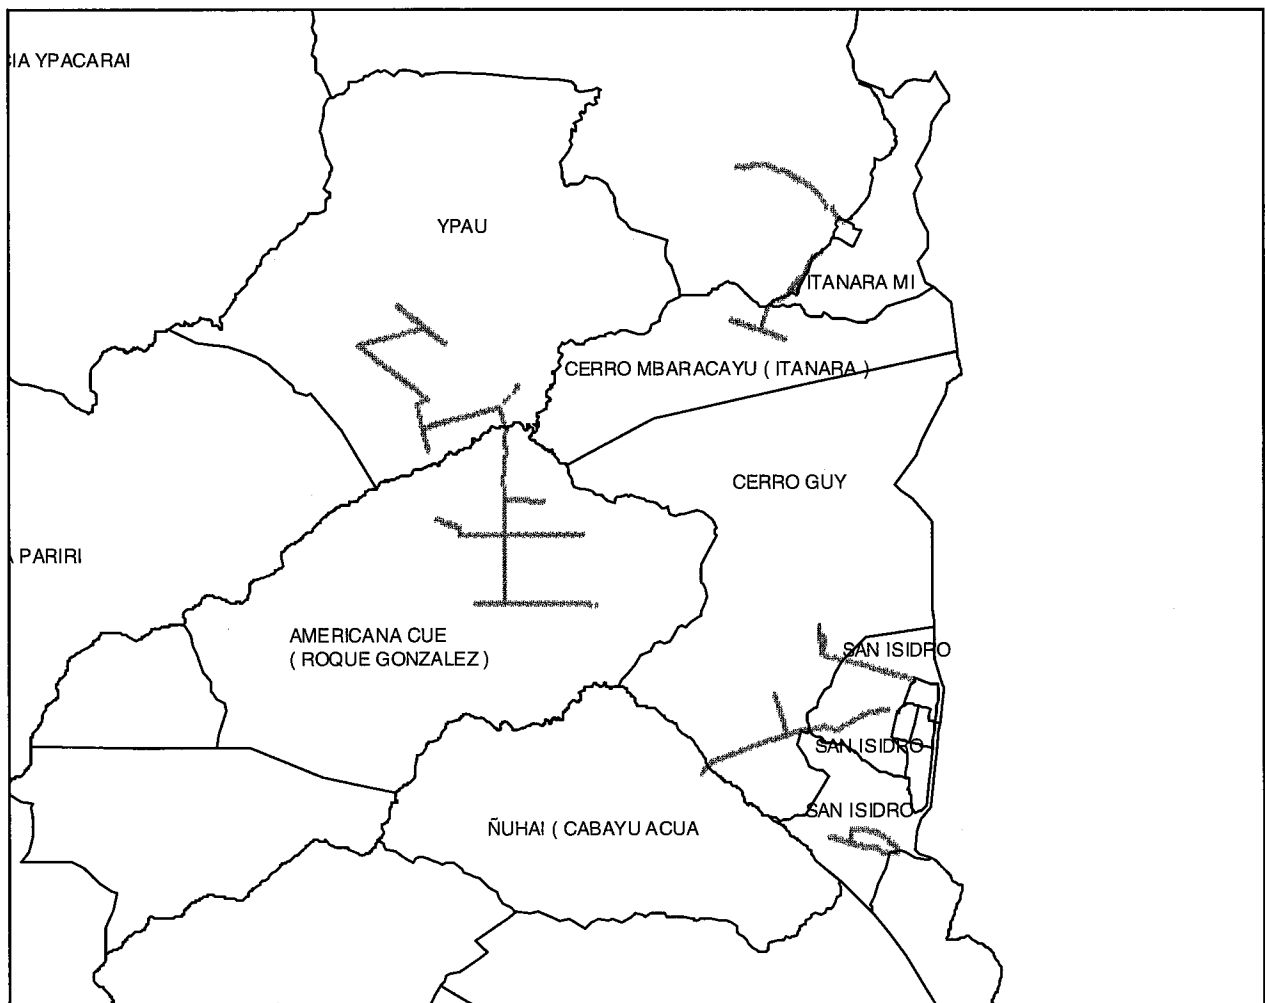 IA YPACARAI
YPAU
ITANARA MI
CERRO MBARACAYU ( ITANARA )
CERRO GUY
PARIRI
AMERICANA CUE
( ROQUE GONZALEZ )
SAN ISIDRO
SAN ISIDRO
SAN ISIDRO
ÑUHAI ( CABAYU ACUA